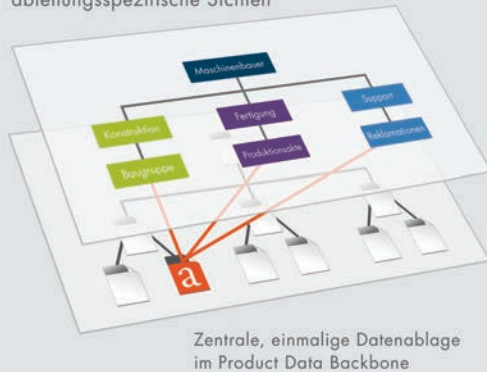 abteilungsspezifische Sichten
Maschinenbauer
Konstruktion
Fertigung
Support
Baugruppe
Produktionsakte
Reklamationen
a
Zentrale, einmalige Datenablage
im Product Data Backbone